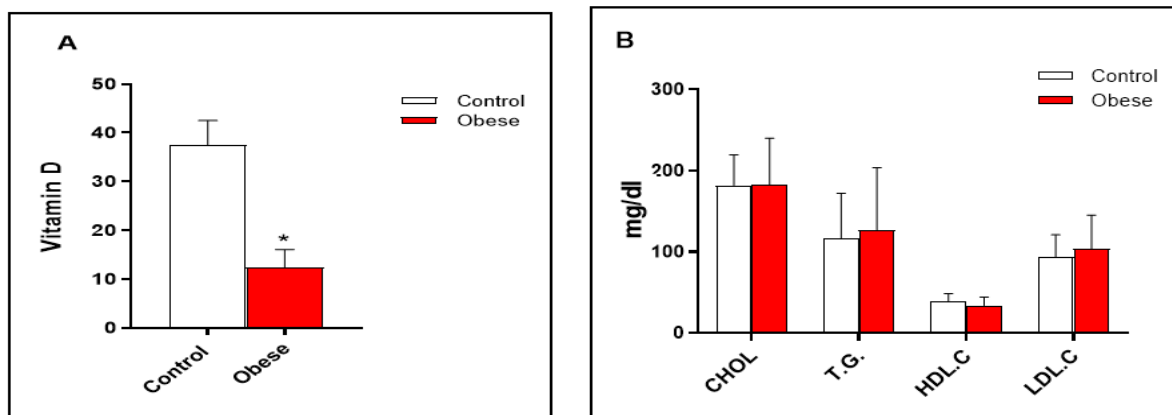 A
Vitamin D
50
40
30
20
10
0
*
Control
Obese
Control
Obese
B
mg/dl
300
200
100
0
Control
Obese
CHOL
T.G.
HDL.C
LDL.C